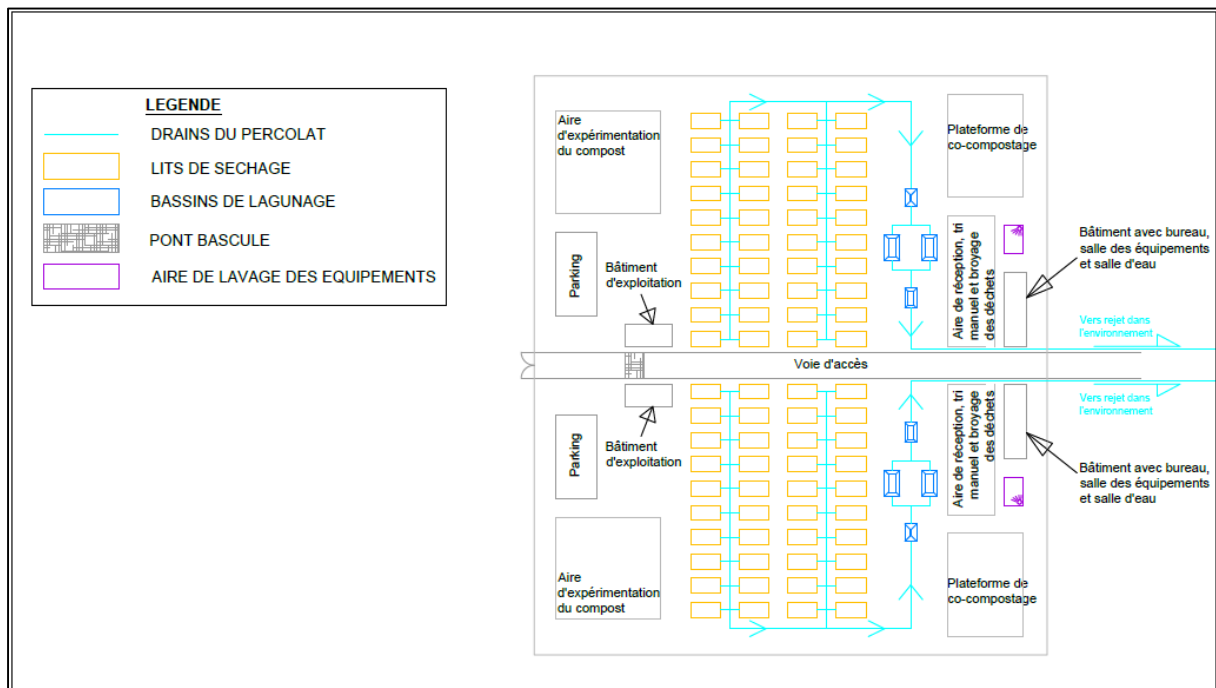 LEGENDE
DRAINS DU PERCOLAT
LITS DE SECHAGE
BASSINS DE LAGUNAGE
PONT BASCULE
AIRE DE LAVAGE DES EQUIPEMENTS
Aire
d'expérimentation
du compost
Plateforme de
co-compostage
Parking
Bâtiment
d'exploitation
Aire de réception, tri
manuel et broyage
des déchets
Bâtiment avec bureau,
salle des équipements
et salle d'eau
Vers rejet dans
l'environnement
Voie d'accès
Vers rejet dans
l'environnement
Parking
Bâtiment
d'exploitation
Aire de réception, tri
manuel et broyage
des déchets
Bâtiment avec bureau,
salle des équipements
et salle d'eau
Aire
d'expérimentation
du compost
Plateforme de
co-compostage